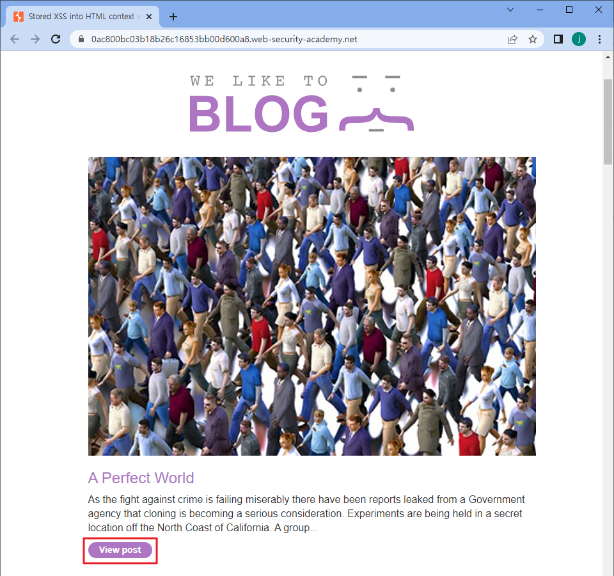 Stored XSS into HTML context
0ac800bc03b18b26c16853bb00d600a8.web-security-academy.net
j
WE LIKE TO
BLOG
A Perfect World
As the fight against crime is failing miserably there have been reports leaked from a Government
agency that cloning is becoming a serious consideration. Experiments are being held in a secret
location off the North Coast of California. A group...
View post